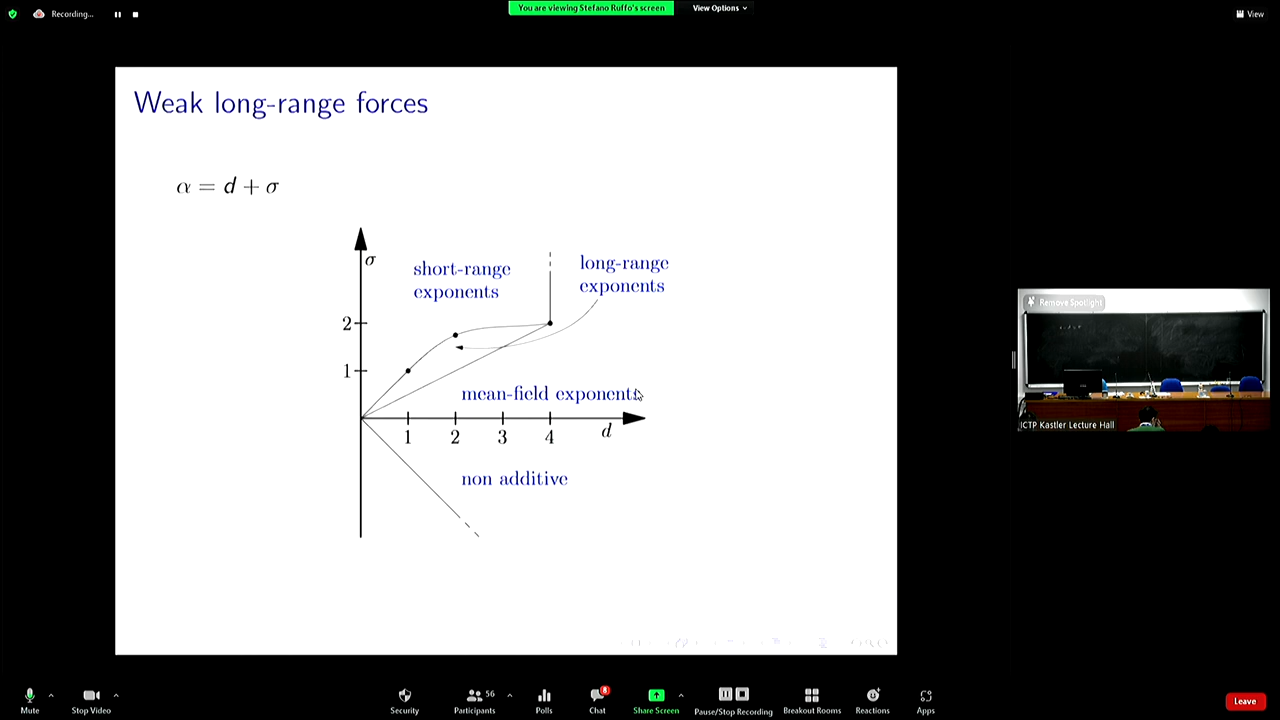 Recording...
You are viewing Stefano Ruffo's screen
View Options
View
Weak long-range forces
α = d + σ
σ
short-range
exponents
long-range
exponents
2
1
mean-field exponents
1
2
3
4
d
non additive
Remove Spotlight
ICTP Kastler Lecture Hall
Mute
Stop Video
Security
56
Participants
Polls
8
Chat
Share Screen
Pause/Stop Recording
Breakout Rooms
Reactions
Apps
Leave